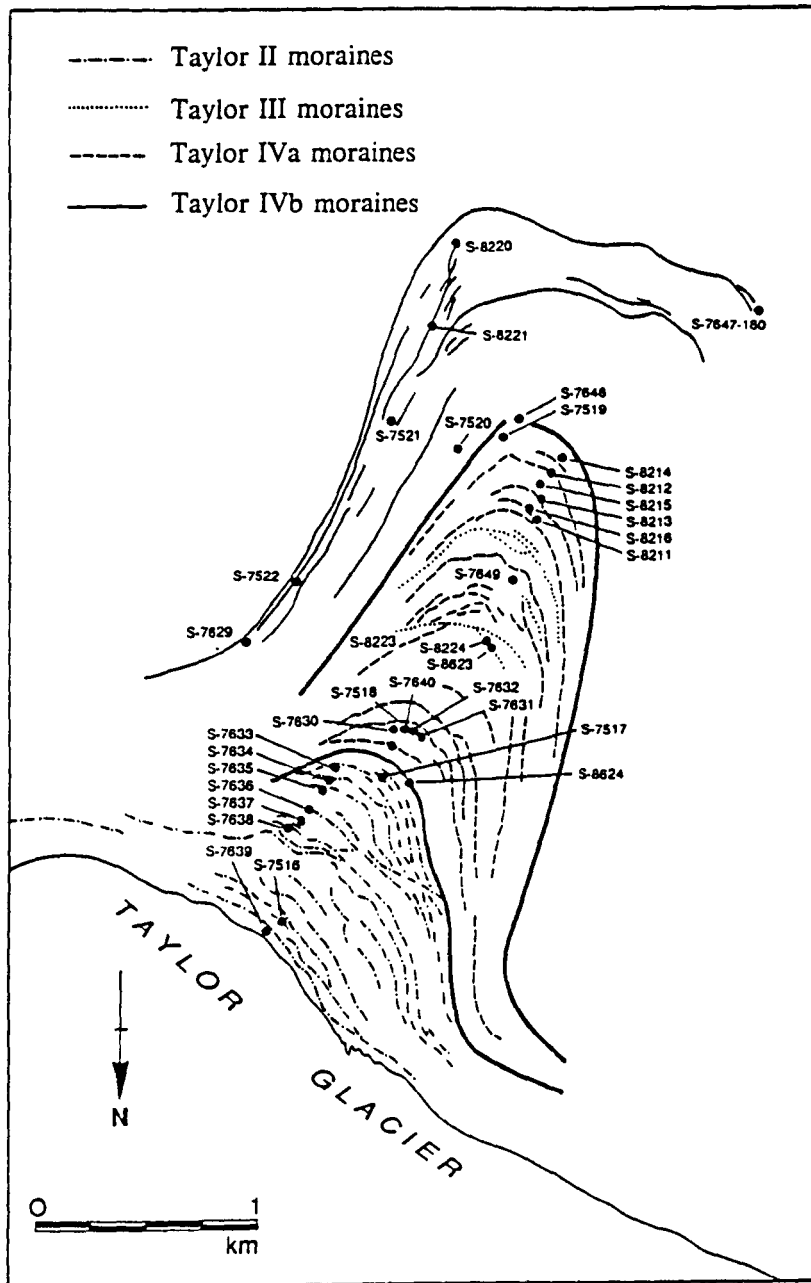 Taylor II moraines
Taylor III moraines
Taylor IVa moraines
Taylor IVb moraines
S-8220
S-7647-180
S-8221
S-7648
S-7519
S-7520
S-7521
S-8214
S-8212
S-8215
S-8213
S-8216
S-8211
S-7522
S-7649
S-7629
S-8223
S-8224
S-8623
S-7518
S-7640
S-7632
S-7630
S-7631
S-7517
S-7633
S-7634
S-7635
S-7636
S-7637
S-7638
S-8624
S-7639
S-7516
TAYLOR
GLACIER
N
0 1
km